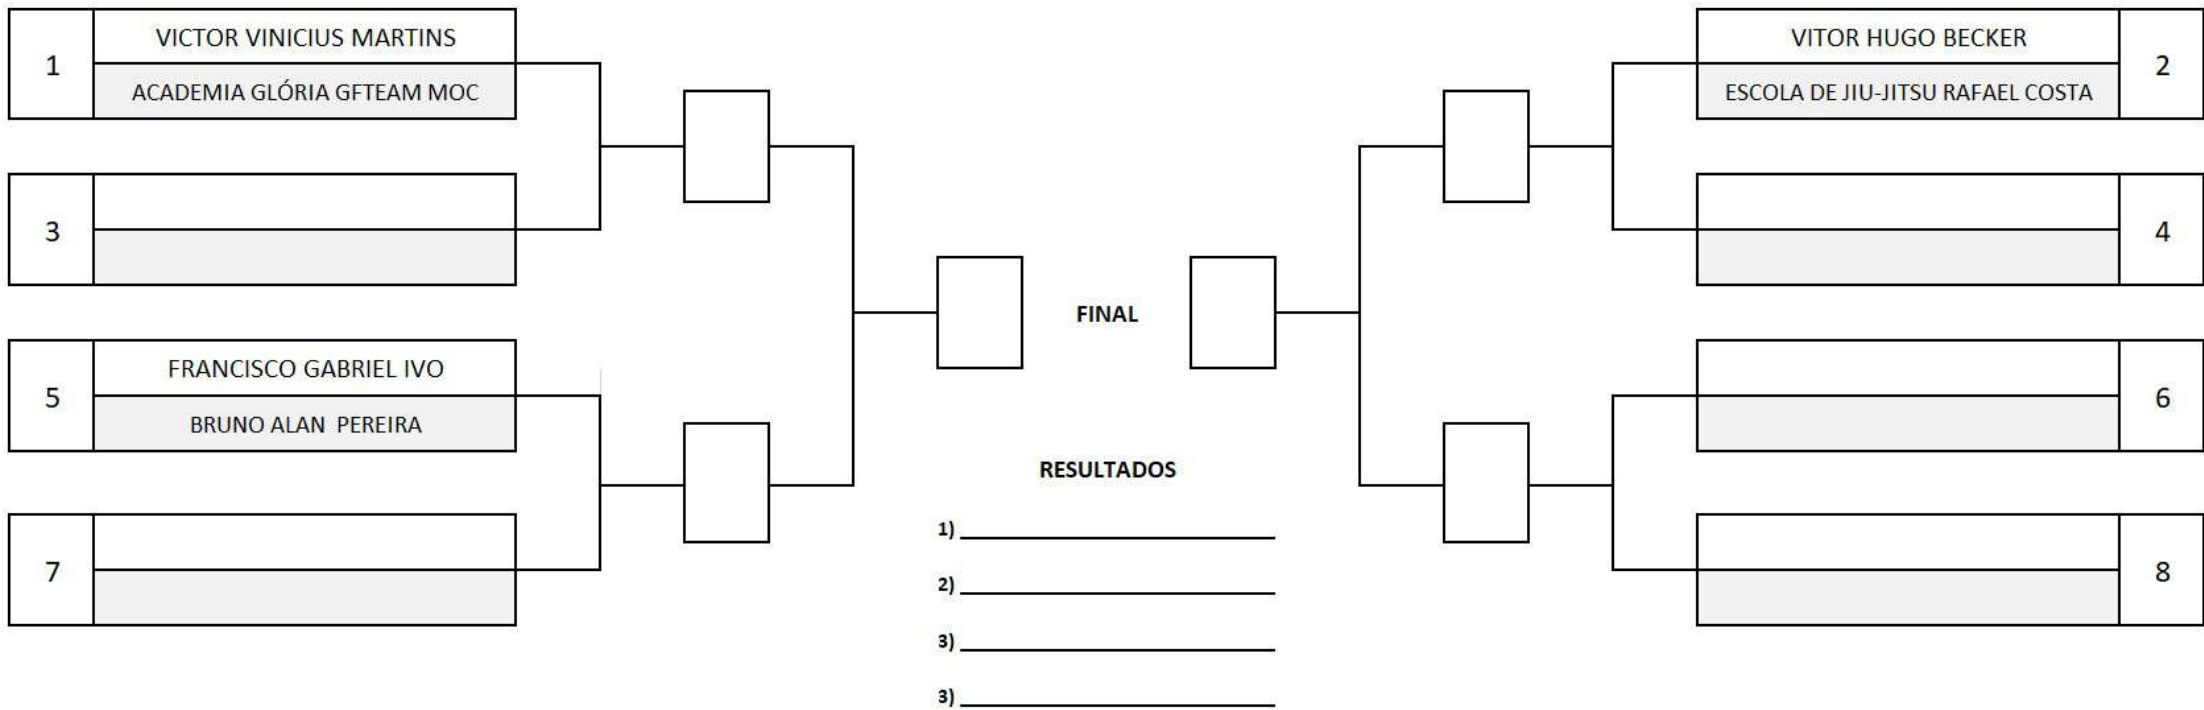 1
VICTOR VINICIUS MARTINS
ACADEMIA GLÓRIA GFTEAM MOC
3
5
FRANCISCO GABRIEL IVO
BRUNO ALAN  PEREIRA
7
FINAL
RESULTADOS
1)
2)
3)
3)
VITOR HUGO BECKER
ESCOLA DE JIU-JITSU RAFAEL COSTA
2
4
6
8